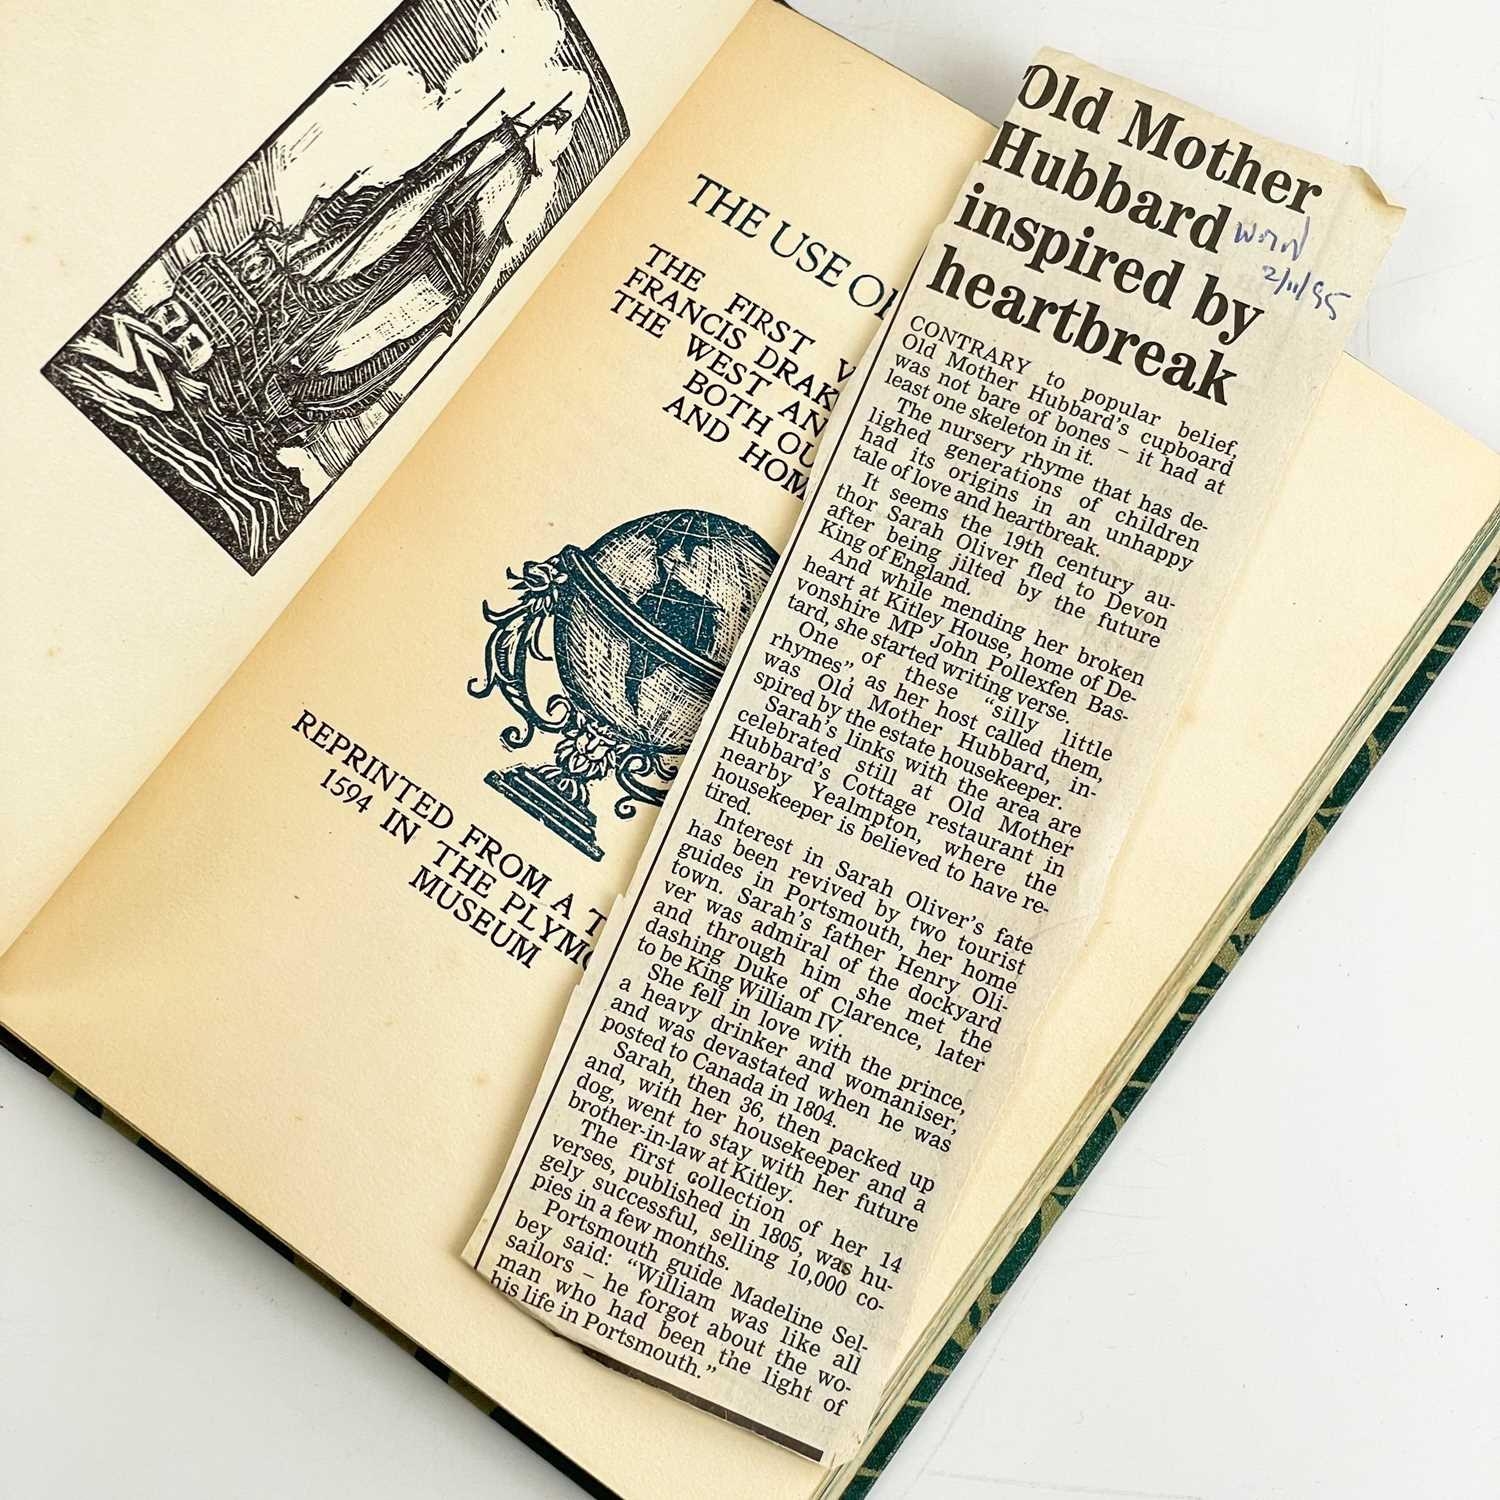 THE USE OF
THE FIRST V
FRANCIS DRAK
THE WEST AN
BOTH OU
AND HOM
REPRINTED FROM A T
1594 IN THE PLYMO
MUSEUM
Old Mother
Hubbard
inspired by
heartbreak
2/11/95
CONTRARY to popular belief,
Old Mother Hubbard's cupboard
was not bare of bones – it had at
least one skeleton in it.
The nursery rhyme that has de-
lighed generations of children
had its origins in an unhappy
tale of love and heartbreak.
It seems the 19th century au-
thor Sarah Oliver fled to Devon
after being jilted by the future
King of England.
And while mending her broken
heart at Kitley House, home of De-
vonshire MP John Pollexfen Bas-
tard, she started writing verse.
One of these “silly little
rhymes”, as her host called them,
was Old Mother Hubbard, in-
spired by the estate housekeeper.
Sarah's links with the area are
celebrated still at Old Mother
Hubbard's Cottage restaurant in
nearby Yealmpton, where the
housekeeper is believed to have re-
tired.
Interest in Sarah Oliver's fate
has been revived by two tourist
guides in Portsmouth, her home
town. Sarah's father Henry Oli-
ver was admiral of the dockyard
and through him she met the
dashing Duke of Clarence, later
to be King William IV.
She fell in love with the prince,
a heavy drinker and womaniser,
and was devastated when he was
posted to Canada in 1804.
Sarah, then 36, then packed up
and, with her housekeeper and a
dog, went to stay with her future
brother-in-law at Kitley.
The first collection of her 14
verses, published in 1805, was hu-
gely successful, selling 10,000 co-
pies in a few months.
Portsmouth guide Madeline Sel-
bey said: “William was like all
sailors – he forgot about the wo-
man who had been the light of
his life in Portsmouth.”